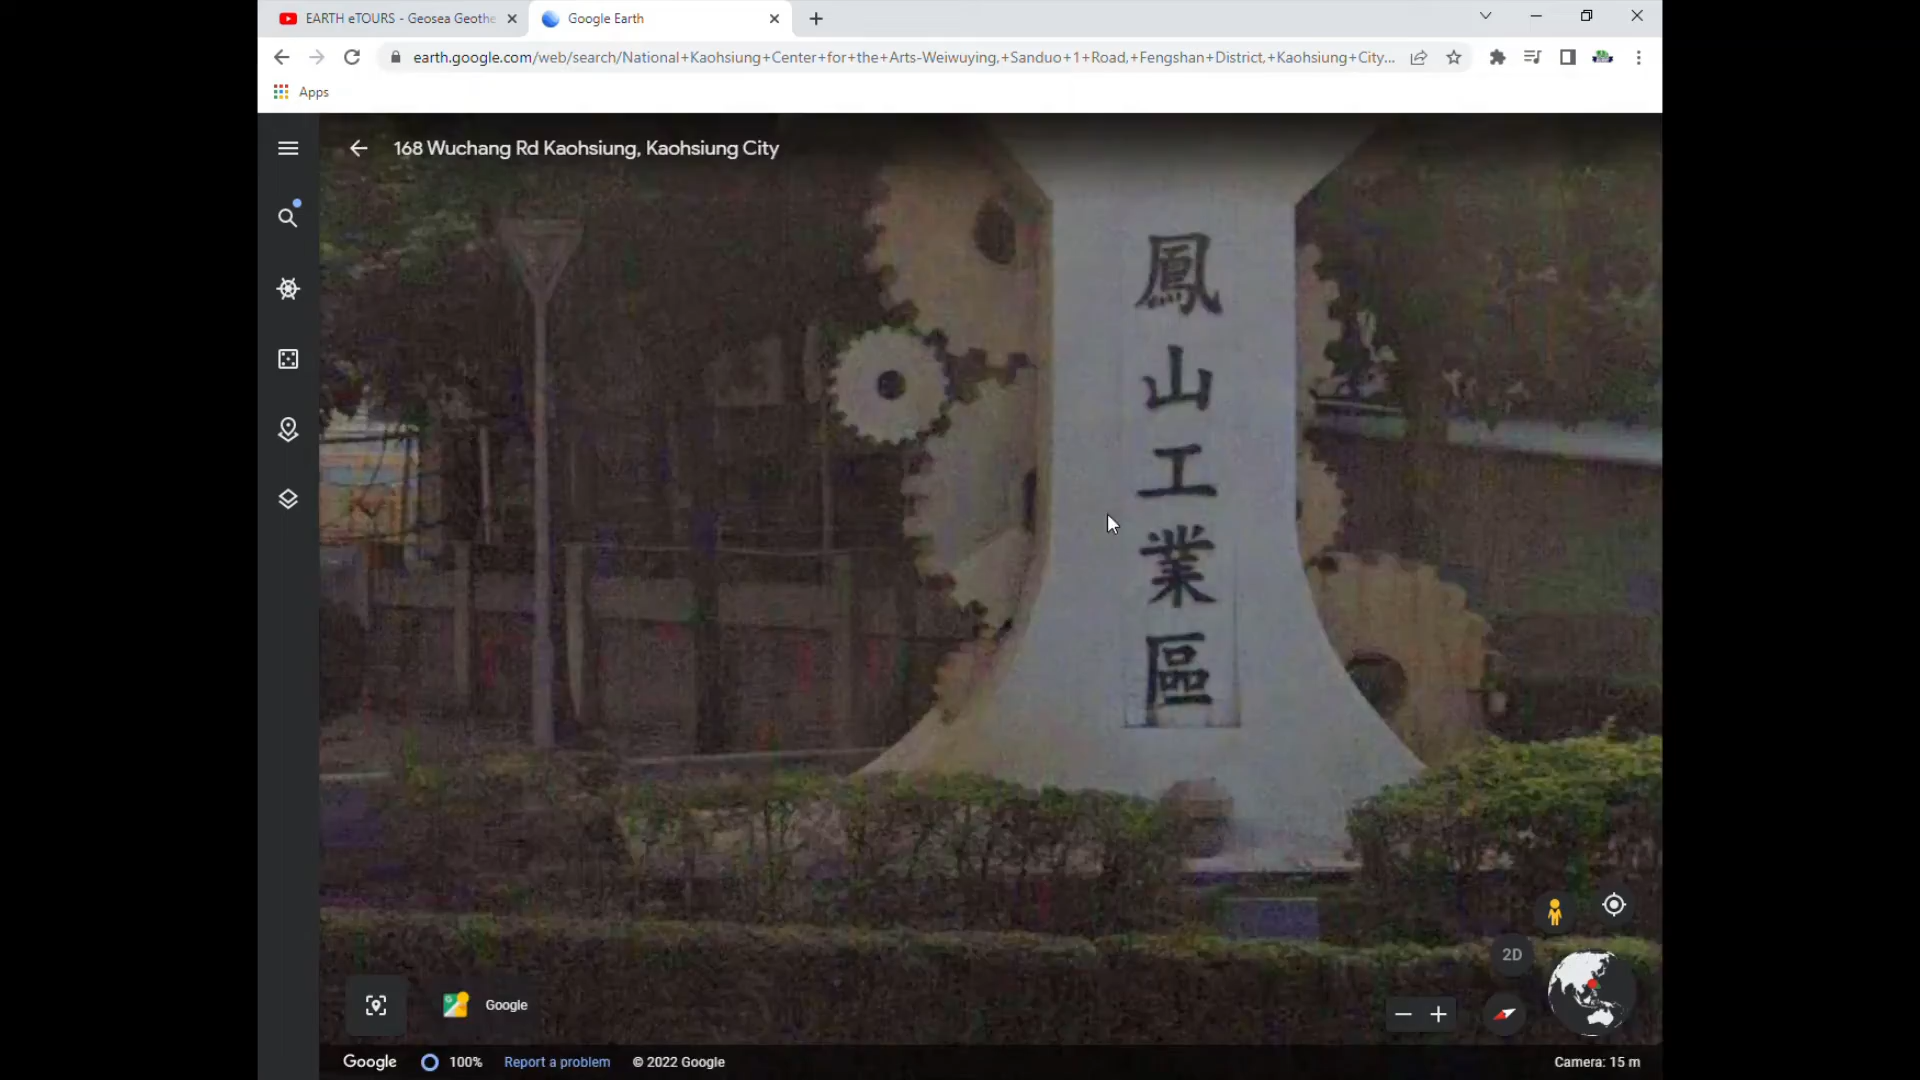 EARTH eTOURS - Geosea Geothe
Google Earth
earth.google.com/web/search/National+Kaohsiung+Center+for+the+Arts-Weiwuying,+Sanduo+1+Road,+Fengshan+District,+Kaohsiung+City...
Apps
168 Wuchang Rd Kaohsiung, Kaohsiung City
鳳山工業區
2D
Google
Google
100%
Report a problem
© 2022 Google
Camera: 15 m